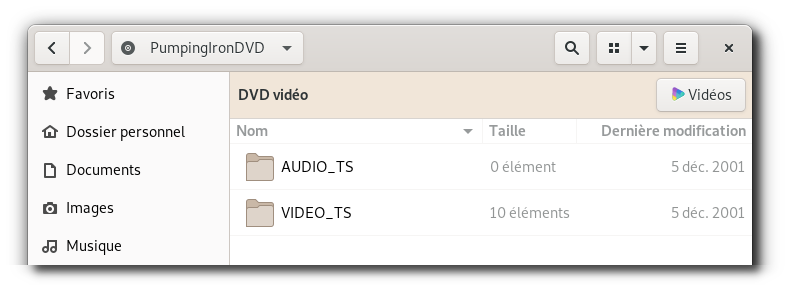 PumpingIronDVD
Favoris
Dossier personnel
Documents
Images
Musique
DVD vidéo
Vidéos
Nom Taille Dernière modification
AUDIO_TS 0 élément 5 déc. 2001
VIDEO_TS 10 éléments 5 déc. 2001